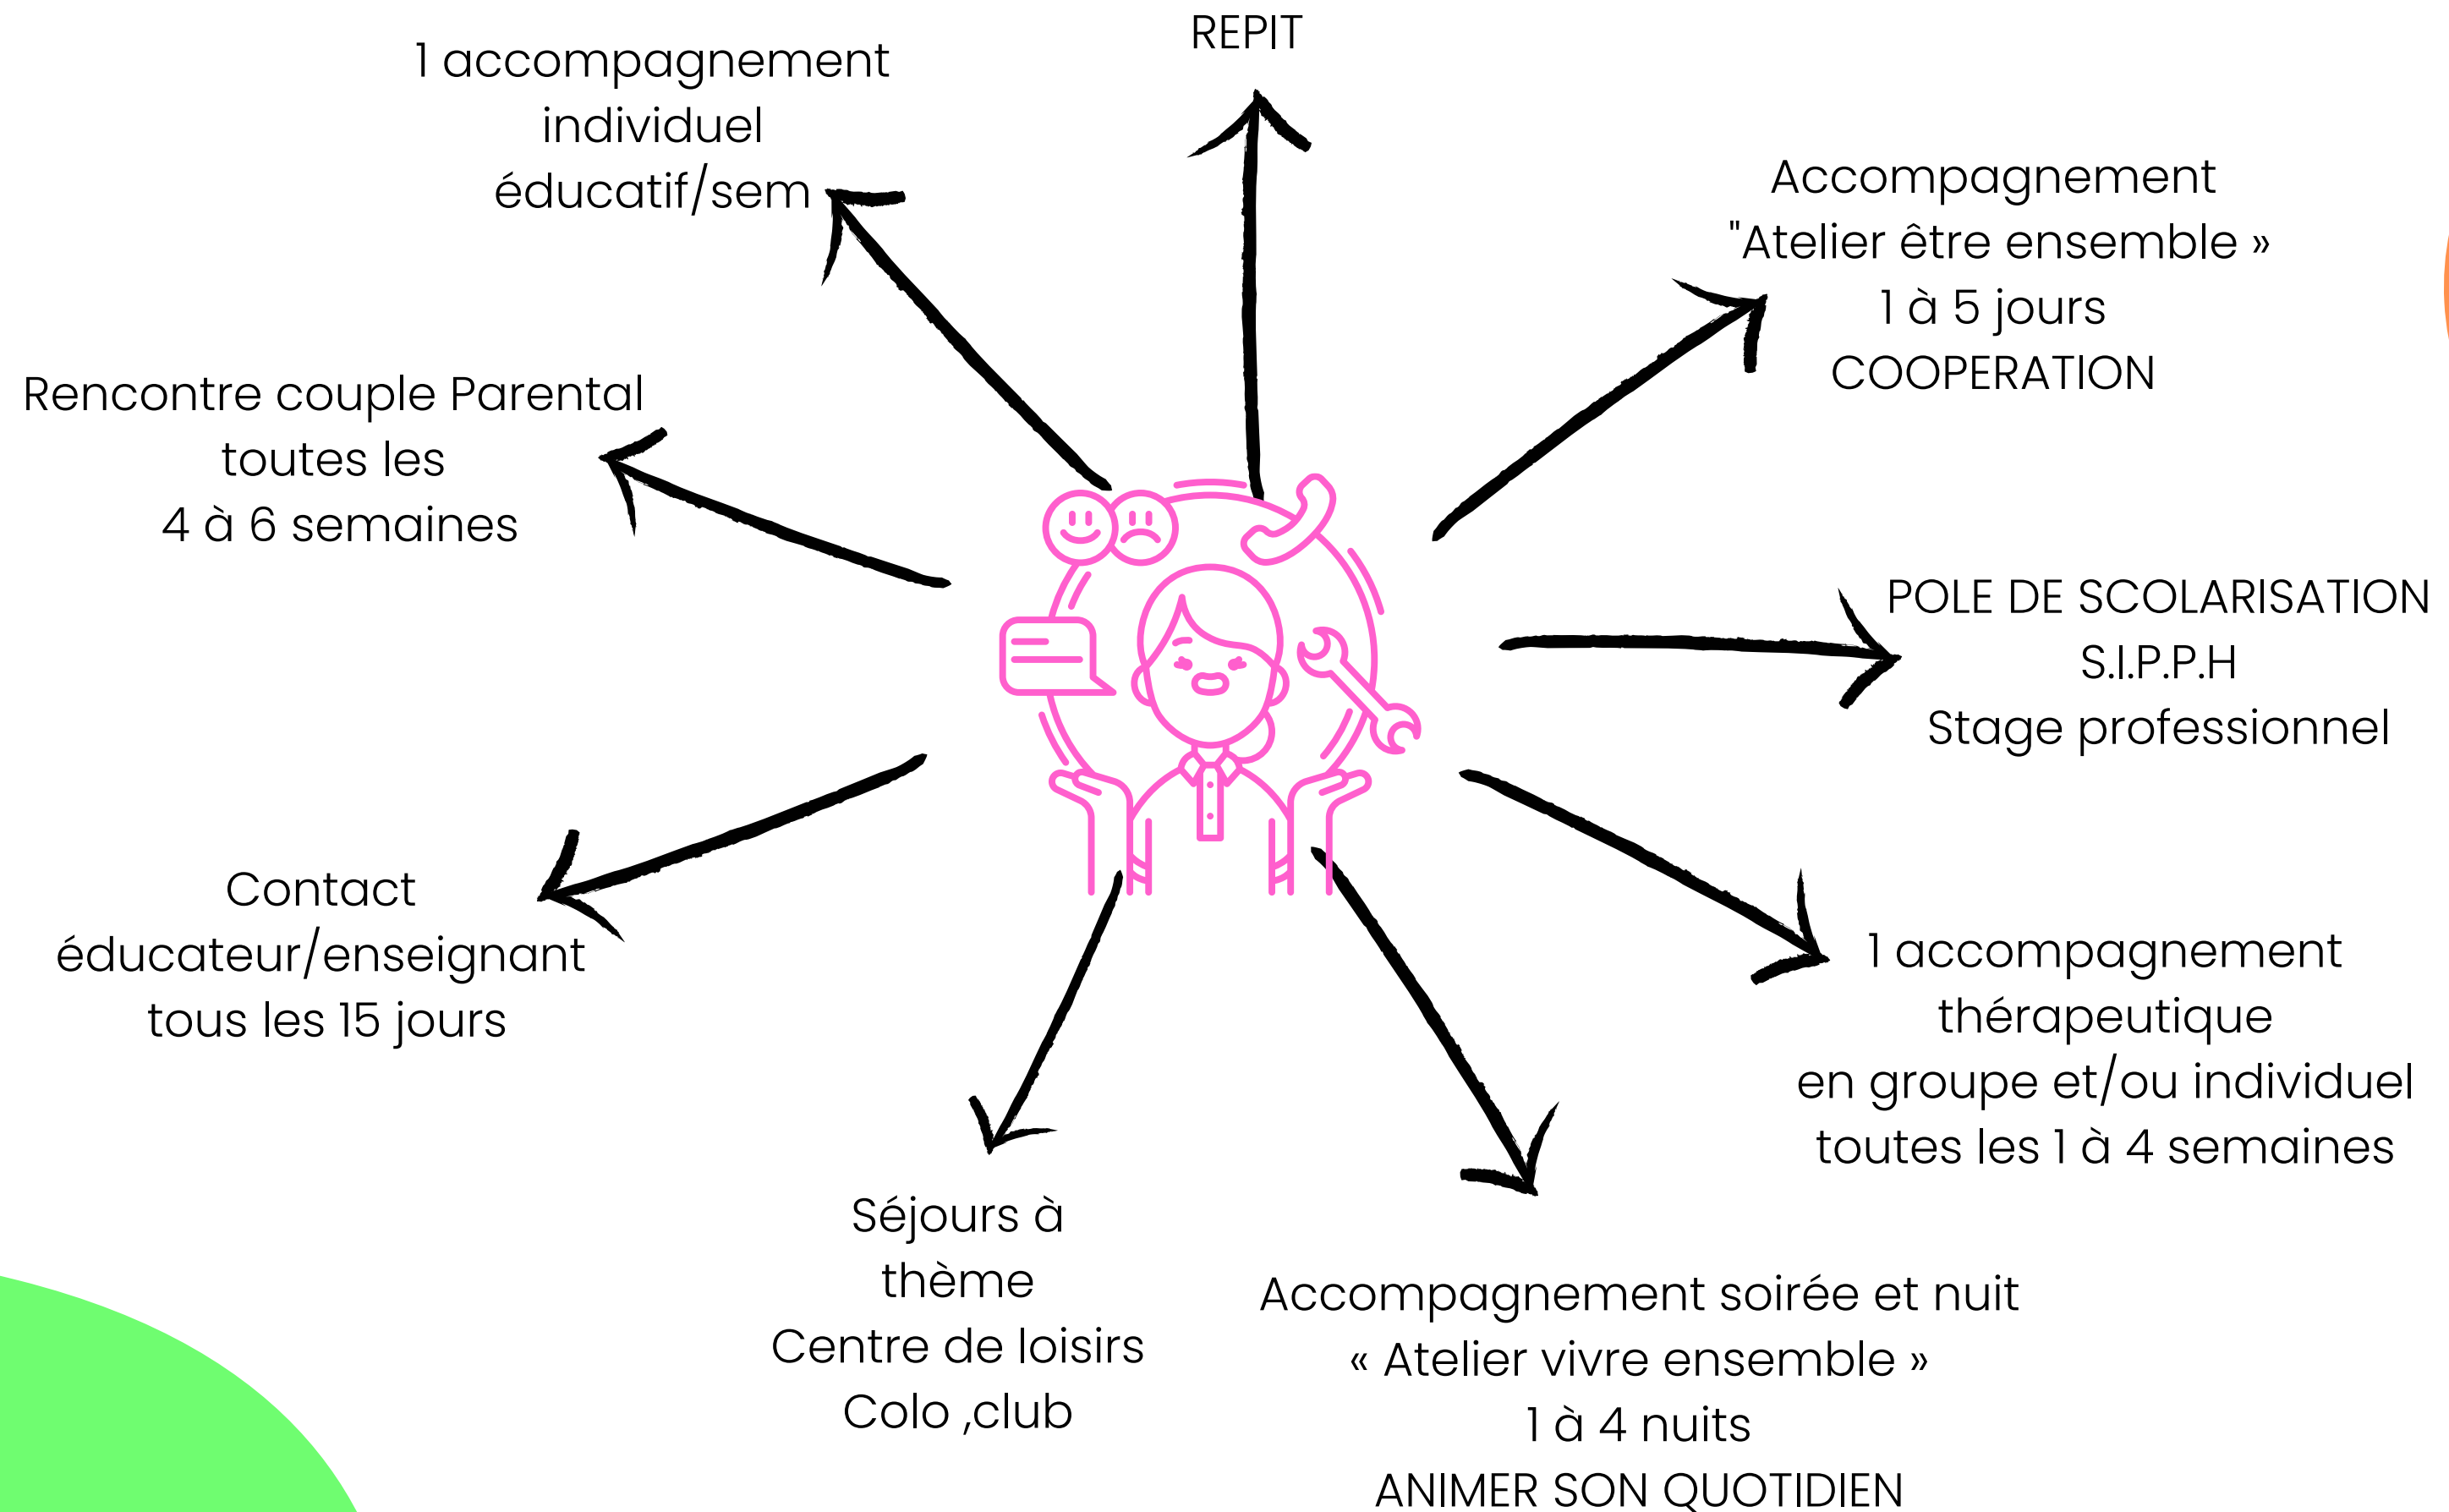 REPIT
1 accompagnement
individuel
éducatif/sem
Accompagnement
"Atelier être ensemble »
1 à 5 jours
COOPERATION
Rencontre couple Parental
toutes les
4 à 6 semaines
POLE DE SCOLARISATION
S.I.P.P.H
Stage professionnel
Contact
éducateur/enseignant
tous les 15 jours
1 accompagnement
thérapeutique
en groupe et/ou individuel
toutes les 1 à 4 semaines
Séjours à
thème
Centre de loisirs
Colo ,club
Accompagnement soirée et nuit
« Atelier vivre ensemble »
1 à 4 nuits
ANIMER SON QUOTIDIEN